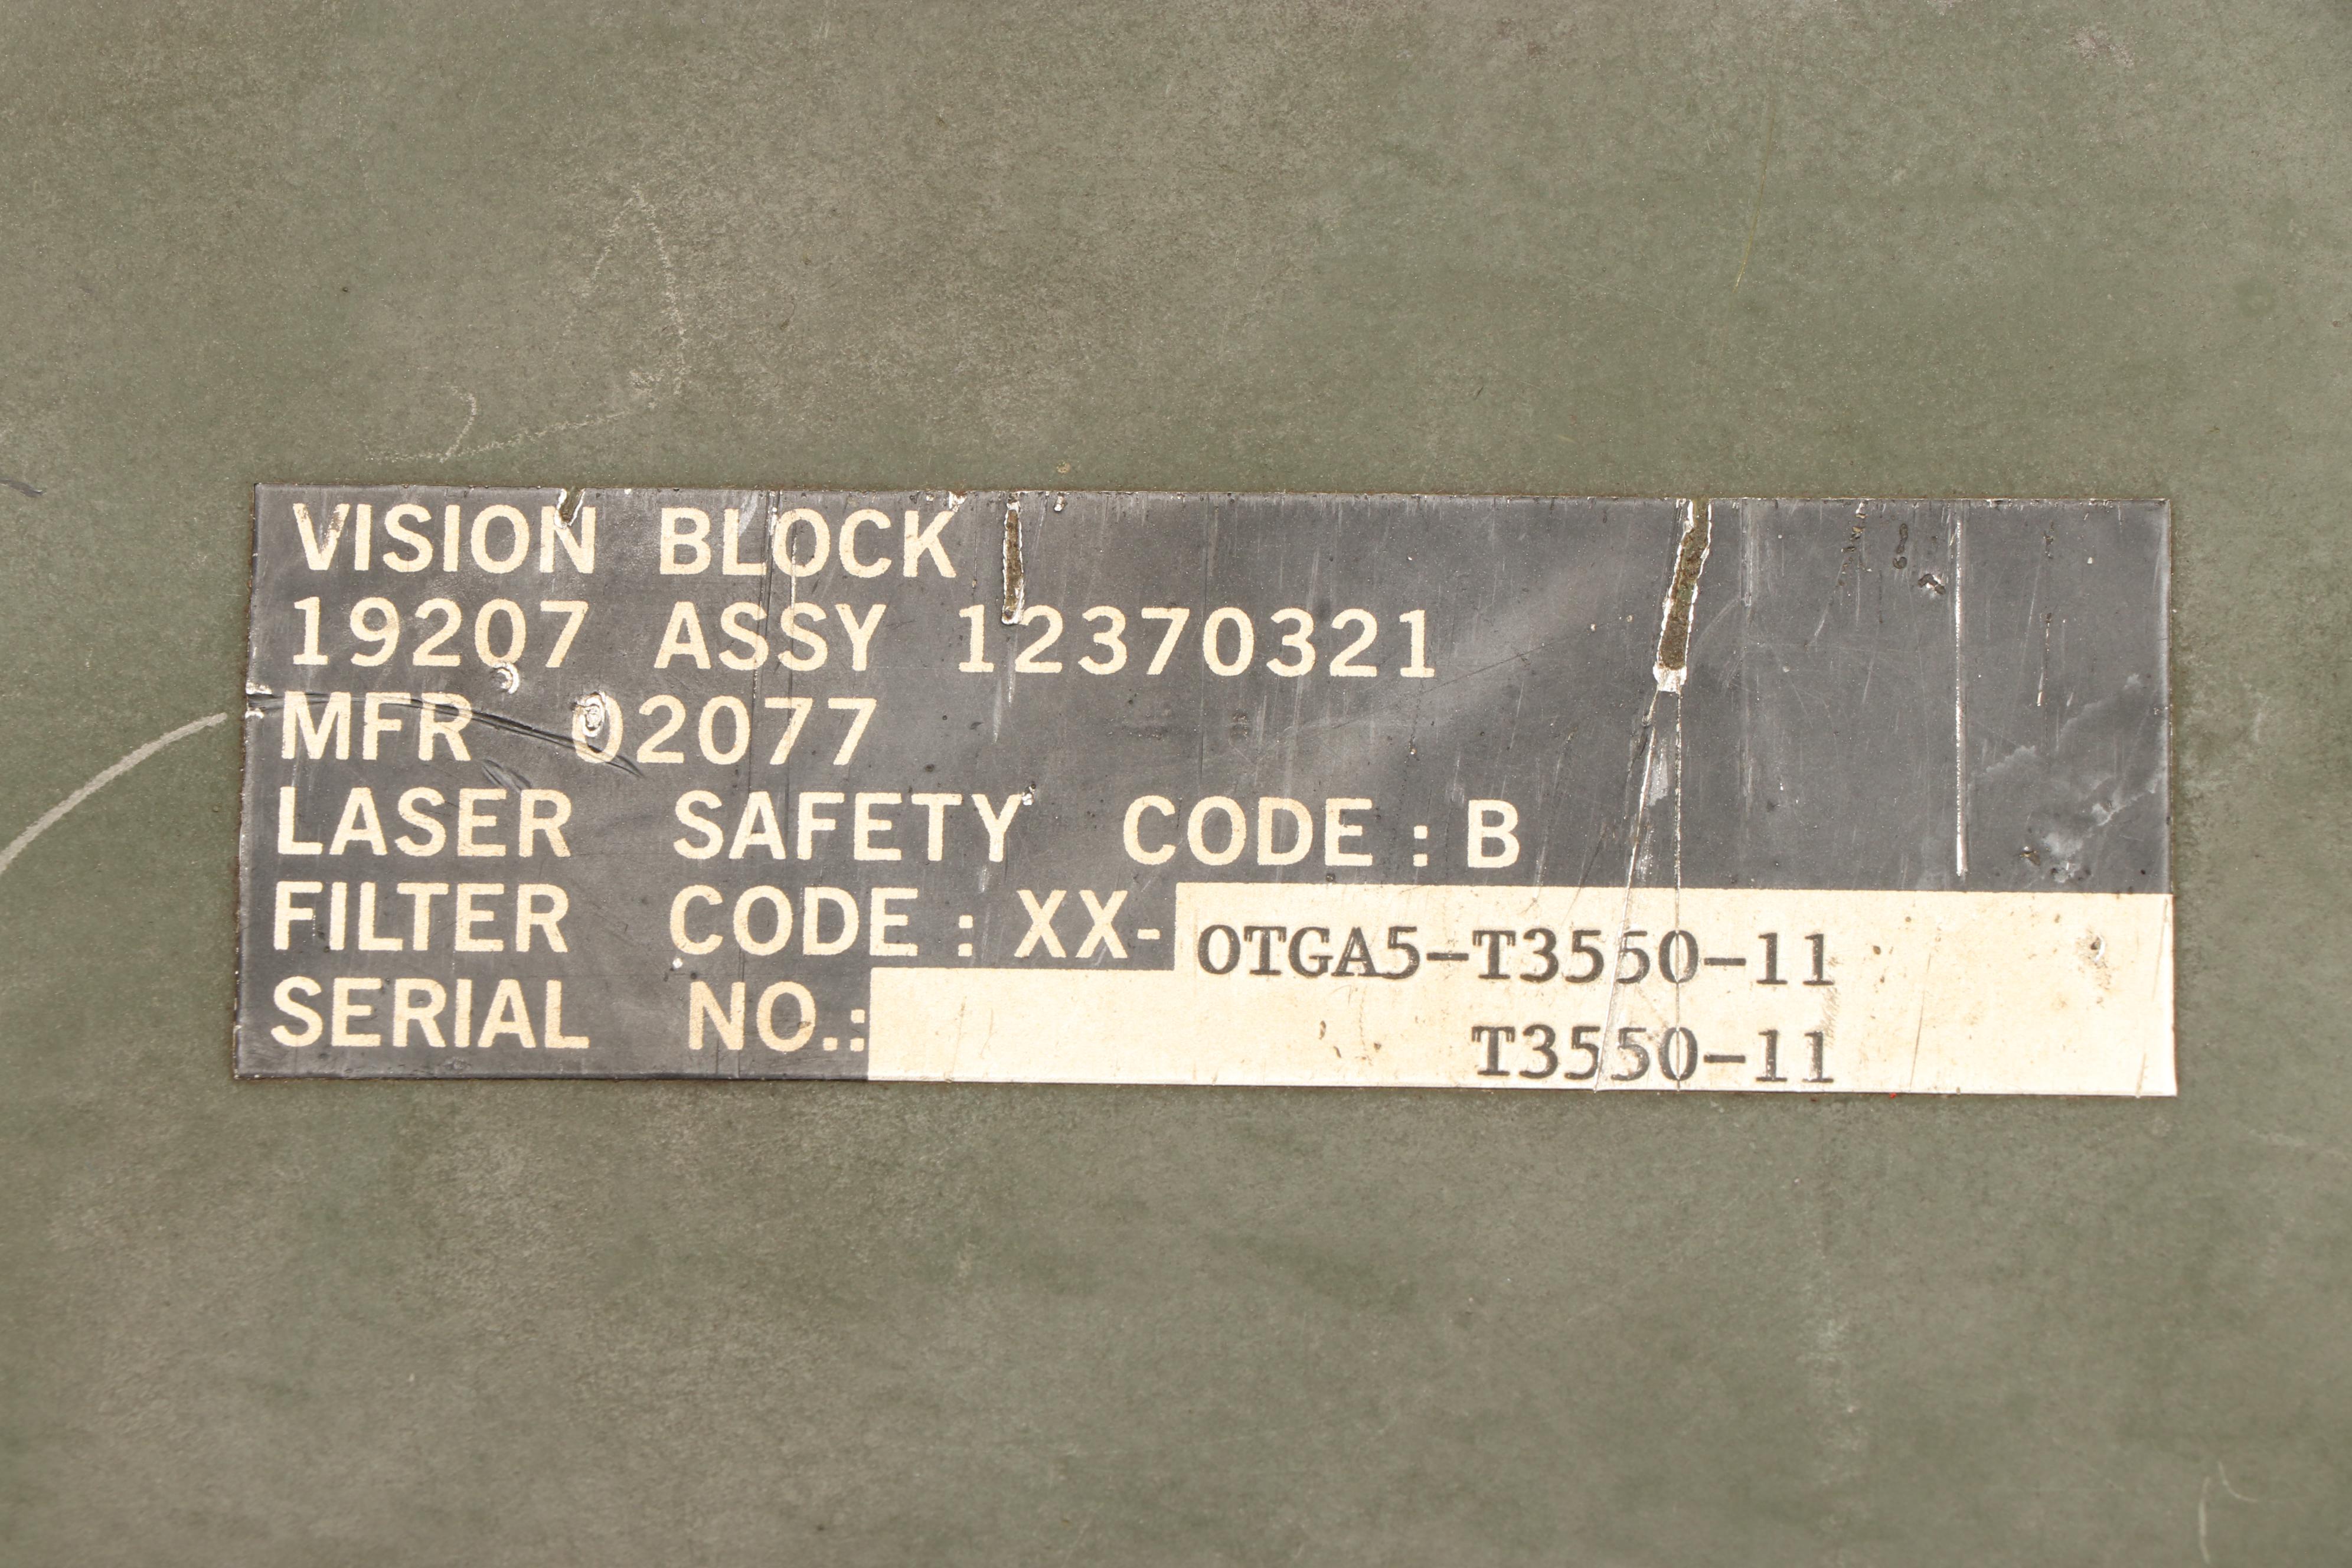 VISION BLOCK
19207 ASSY 12370321
MFR 02077
LASER SAFETY CODE : B
FILTER CODE : XX- OTGA5-T3550-11
SERIAL NO.: T3550-11